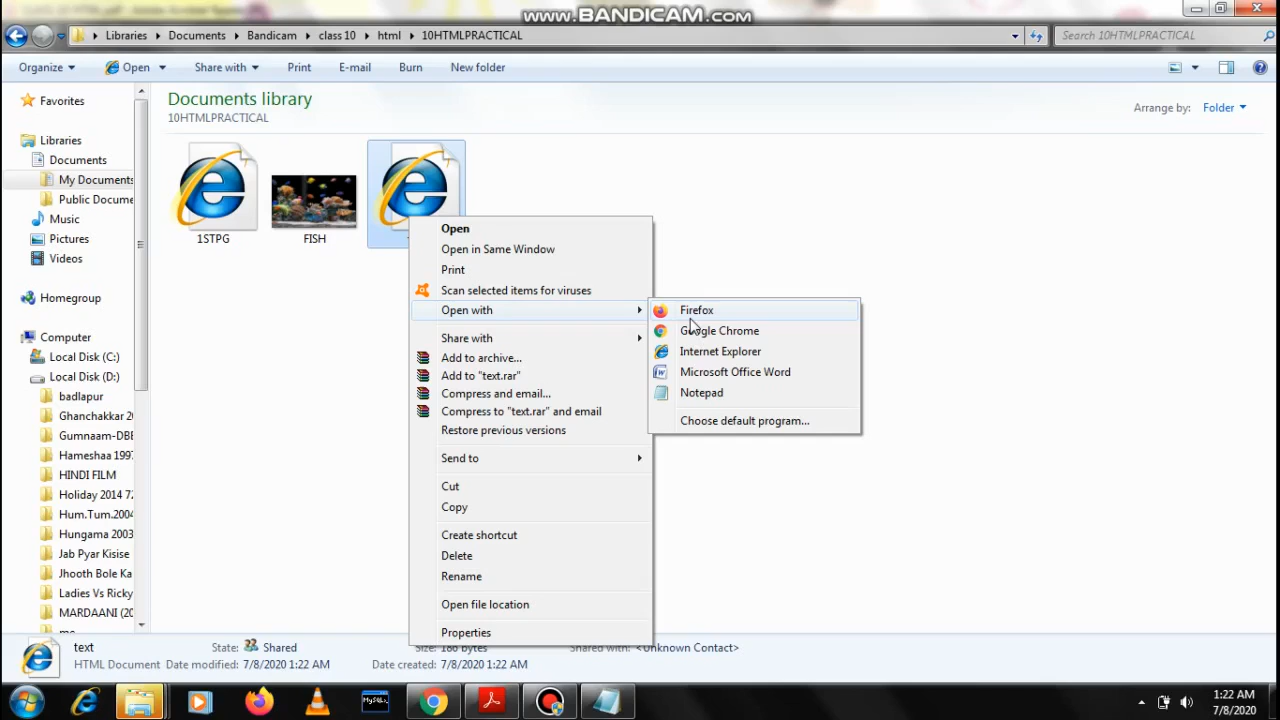 www.BANDICAM.com
Libraries
Documents
Bandicam
class 10
html
10HTMLPRACTICAL
Search 10HTMLPRACTICAL
Organize
Open
Share with
Print
E-mail
Burn
New folder
Favorites
Libraries
Documents
My Documents
Public Docume
Music
Pictures
Videos
Homegroup
Computer
Local Disk (C:)
Local Disk (D:)
badlapur
Ghanchakkar 20
Gumnaam-DBE
Hameshaa 1997
HINDI FILM
Holiday 2014 72
Hum.Tum.2004
Hungama 2003
Jab Pyar Kisise
Jhooth Bole Ka
Ladies Vs Ricky
MARDAANI (20
Documents library
10HTMLPRACTICAL
Arrange by: Folder
1STPG
FISH
Open
Open in Same Window
Print
Scan selected items for viruses
Open with
Share with
Add to archive...
Add to "text.rar"
Compress and email...
Compress to "text.rar" and email
Restore previous versions
Send to
Cut
Copy
Create shortcut
Delete
Rename
Open file location
Properties
Firefox
Google Chrome
Internet Explorer
Microsoft Office Word
Notepad
Choose default program...
text
State: Shared
Size: 186 bytes
Shared with: <Unknown Contact>
HTML Document
Date modified: 7/8/2020 1:22 AM
Date created: 7/8/2020 1:22 AM
MySQL
1:22 AM
7/8/2020